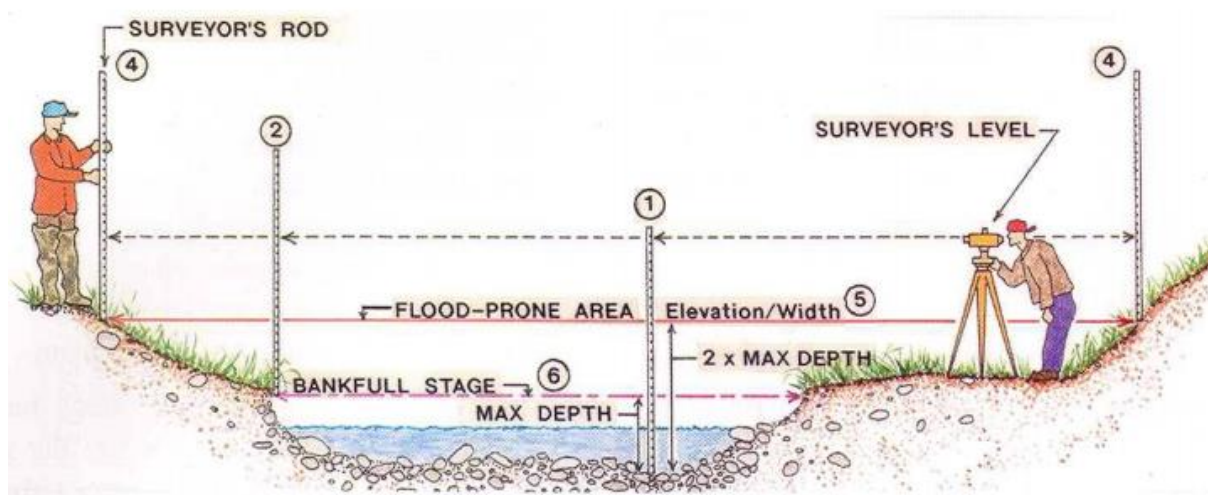 SURVEYOR'S ROD
4
4
2
SURVEYOR'S LEVEL
1
FLOOD-PRONE AREA Elevation/Width 5
2 x MAX DEPTH
BANKFULL STAGE 6
MAX DEPTH